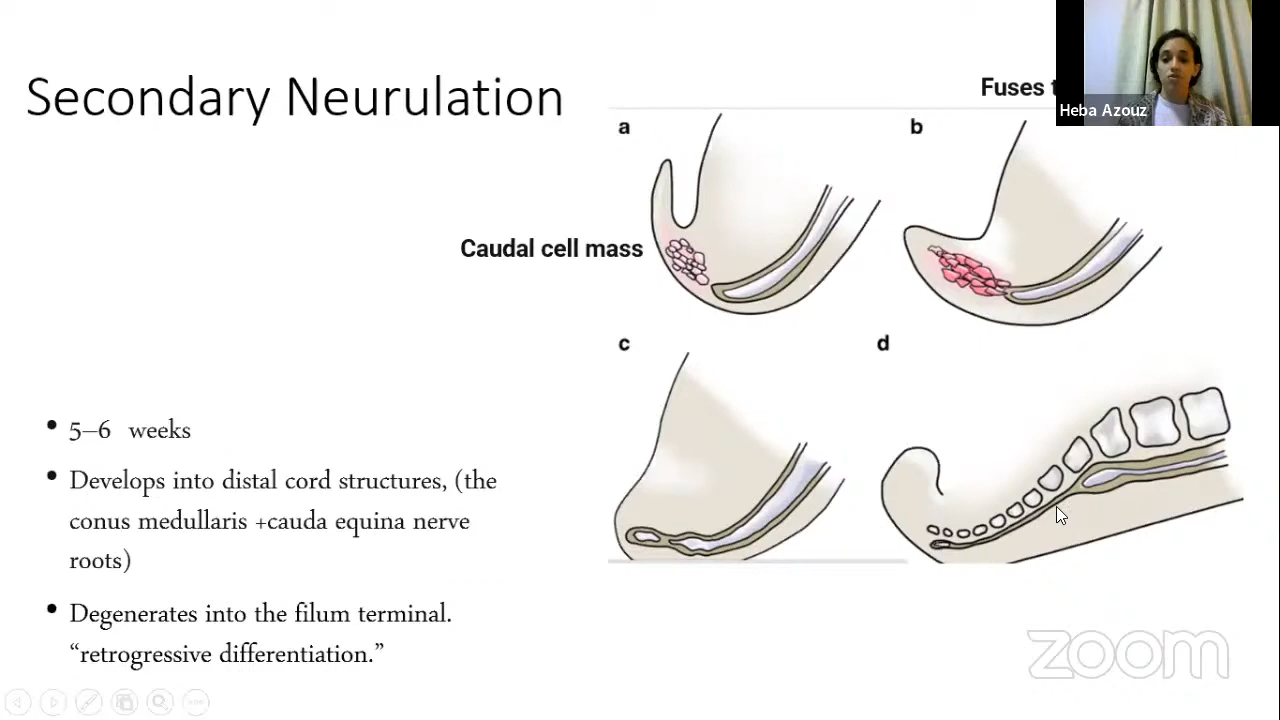 Secondary Neurulation
Fuses
Heba Azouz
a
b
Caudal cell mass
c
d
• 5–6 weeks
• Develops into distal cord structures, (the
conus medullaris +cauda equina nerve
roots)
• Degenerates into the filum terminal.
“retrogressive differentiation.”
zoom